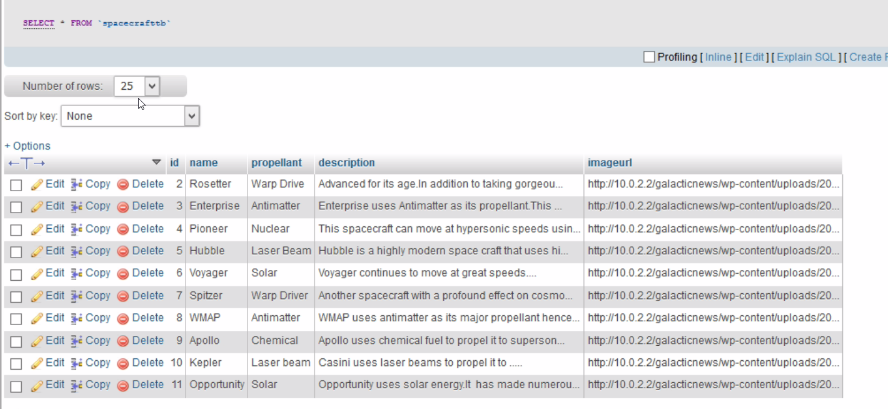 SELECT * FROM `spacecrafttb`
Profiling [ Inline ] [ Edit ] [ Explain SQL ] [ Create P
Number of rows: 25
Sort by key: None
+ Options
←T→ id name propellant description imageurl
Edit Copy Delete 2 Rosetter Warp Drive Advanced for its age.In addition to taking gorgeou... http://10.0.2.2/galacticnews/wp-content/uploads/20...
Edit Copy Delete 3 Enterprise Antimatter Enterprise uses Antimatter as its propellant.This ... http://10.0.2.2/galacticnews/wp-content/uploads/20...
Edit Copy Delete 4 Pioneer Nuclear This spacecraft can move at hypersonic speeds usin... http://10.0.2.2/galacticnews/wp-content/uploads/20...
Edit Copy Delete 5 Hubble Laser Beam Hubble is a highly modern space craft that uses hi... http://10.0.2.2/galacticnews/wp-content/uploads/20...
Edit Copy Delete 6 Voyager Solar Voyager continues to move at great speeds.... http://10.0.2.2/galacticnews/wp-content/uploads/20...
Edit Copy Delete 7 Spitzer Warp Driver Another spacecraft with a profound effect on cosmo... http://10.0.2.2/galacticnews/wp-content/uploads/20...
Edit Copy Delete 8 WMAP Antimatter WMAP uses antimatter as its major propellant hence... http://10.0.2.2/galacticnews/wp-content/uploads/20...
Edit Copy Delete 9 Apollo Chemical Apollo uses chemical fuel to propel it to superson... http://10.0.2.2/galacticnews/wp-content/uploads/20...
Edit Copy Delete 10 Kepler Laser beam Casini uses laser beams to propel it to ..... http://10.0.2.2/galacticnews/wp-content/uploads/20...
Edit Copy Delete 11 Opportunity Solar Opportunity uses solar energy.It has made numerou... http://10.0.2.2/galacticnews/wp-content/uploads/20...